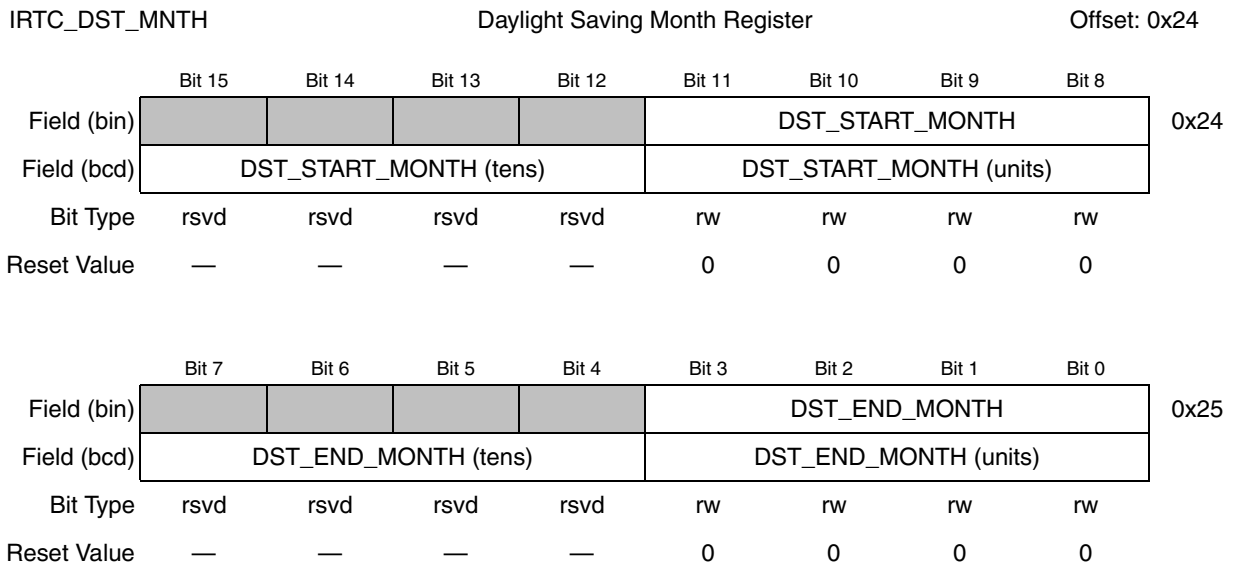 IRTC_DST_MNTH Daylight Saving Month Register Offset: 0x24
Bit 15 Bit 14 Bit 13 Bit 12 Bit 11 Bit 10 Bit 9 Bit 8
Field (bin) DST_START_MONTH 0x24
Field (bcd) DST_START_MONTH (tens) DST_START_MONTH (units)
Bit Type rsvd rsvd rsvd rsvd rw rw rw rw
Reset Value — — — — 0 0 0 0
Bit 7 Bit 6 Bit 5 Bit 4 Bit 3 Bit 2 Bit 1 Bit 0
Field (bin) DST_END_MONTH 0x25
Field (bcd) DST_END_MONTH (tens) DST_END_MONTH (units)
Bit Type rsvd rsvd rsvd rsvd rw rw rw rw
Reset Value — — — — 0 0 0 0